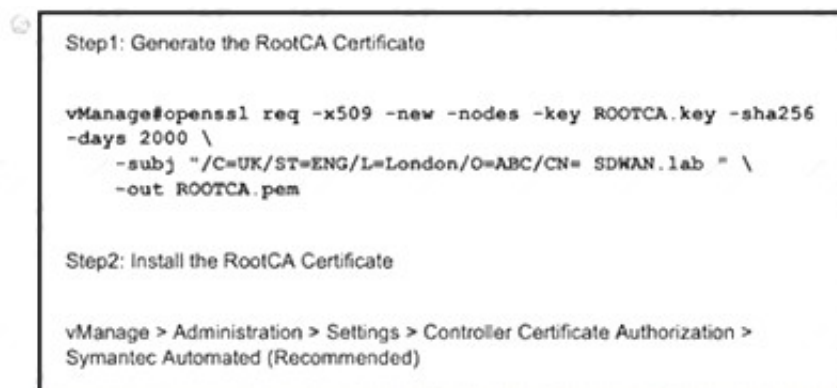 Step1: Generate the RootCA Certificate
vManage#openssl req -x509 -new -nodes -key ROOTCA.key -sha256
-days 2000 \
-subj "/C=UK/ST=ENG/L=London/O=ABC/CN= SDWAN.lab " \
-out ROOTCA.pem
Step2: Install the RootCA Certificate
vManage > Administration > Settings > Controller Certificate Authorization >
Symantec Automated (Recommended)